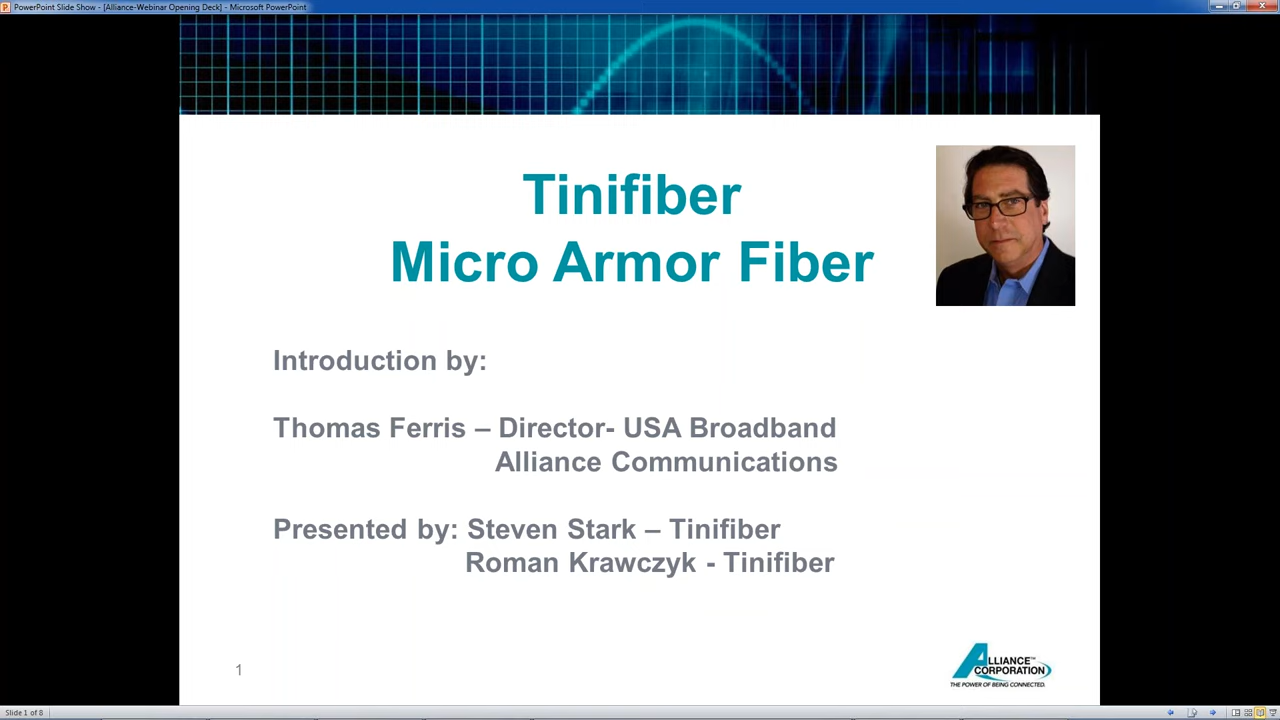 PowerPoint Slide Show - [Alliance-Webinar Opening Deck] - Microsoft PowerPoint
Tinifiber
Micro Armor Fiber
Introduction by:
Thomas Ferris – Director- USA Broadband
Alliance Communications
Presented by: Steven Stark – Tinifiber
Roman Krawczyk - Tinifiber
1
ALLIANCE™
CORPORATION
THE POWER OF BEING CONNECTED.
Slide 1 of 8